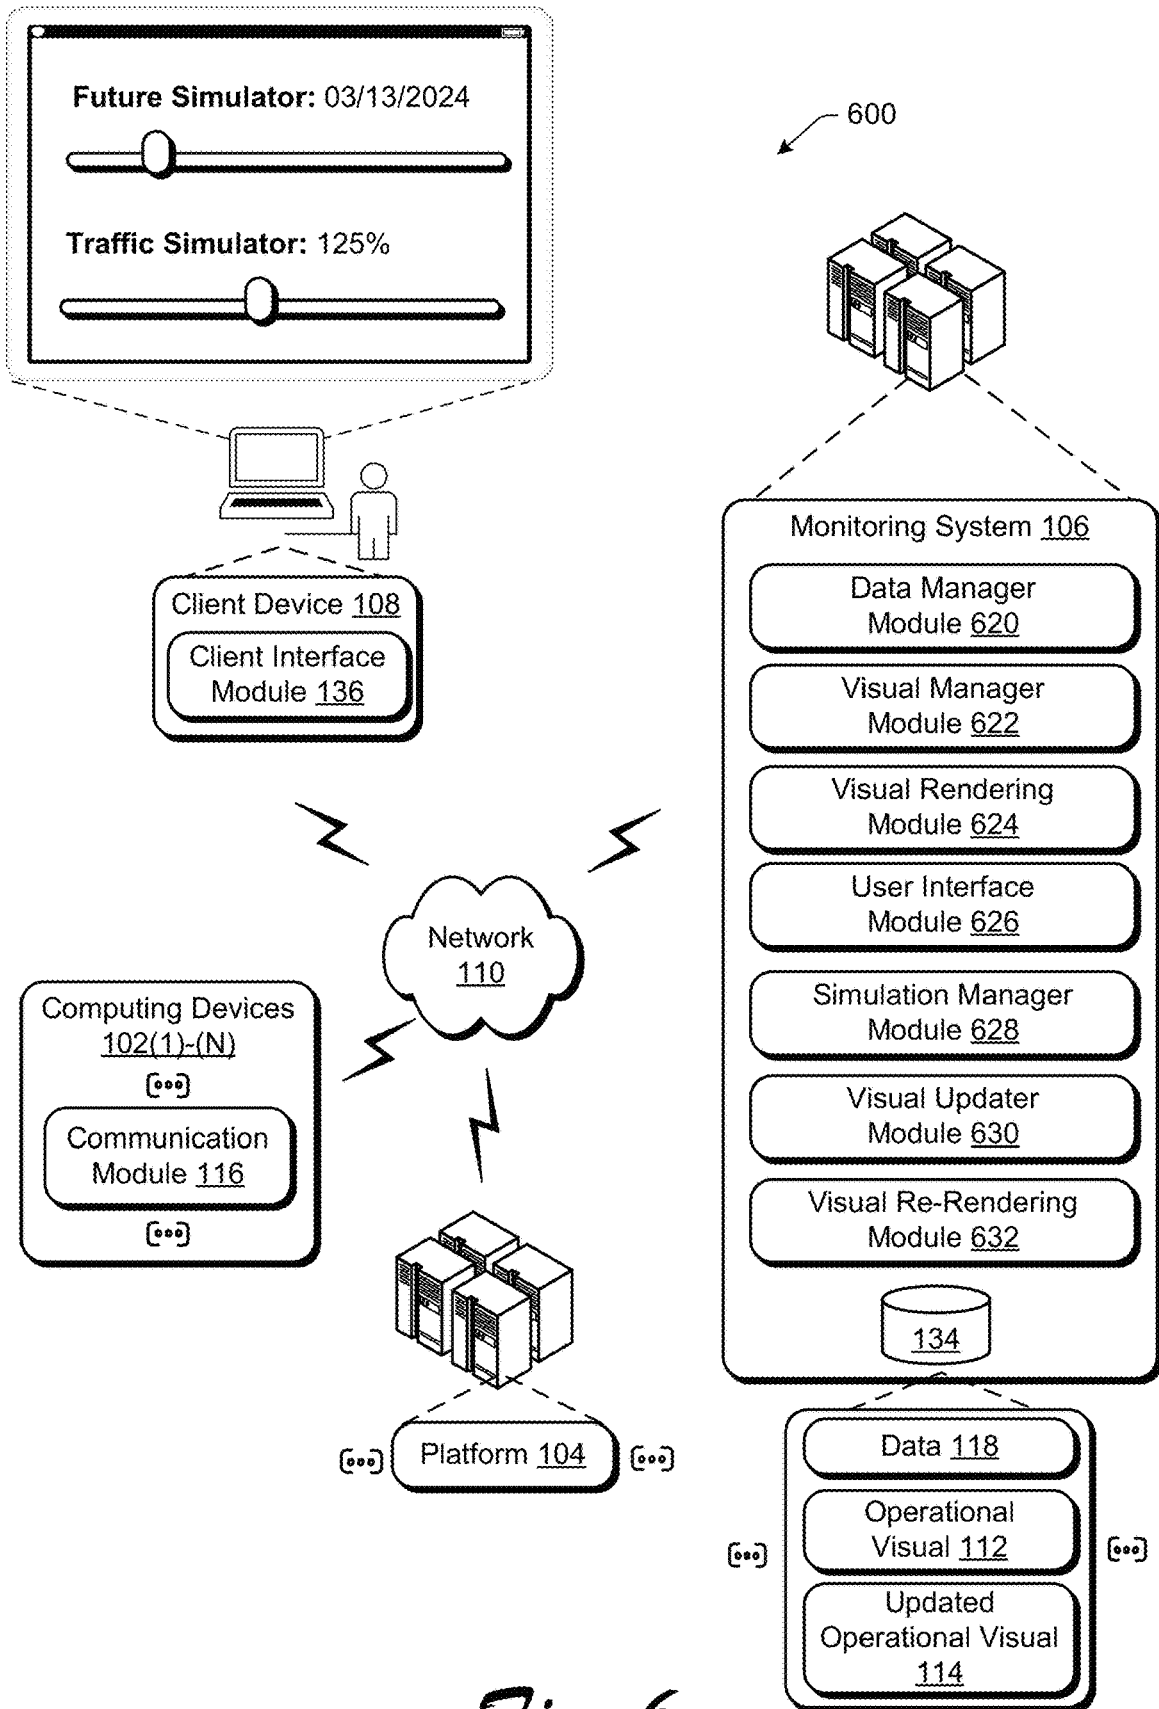 Future Simulator: 03/13/2024
Traffic Simulator: 125%
600
Client Device 108
Client Interface
Module 136
Monitoring System 106
Data Manager
Module 620
Visual Manager
Module 622
Visual Rendering
Module 624
User Interface
Module 626
Simulation Manager
Module 628
Visual Updater
Module 630
Visual Re-Rendering
Module 632
134
Network
110
Computing Devices
102(1)-(N)
Communication
Module 116
Platform 104
Data 118
Operational
Visual 112
Updated
Operational Visual
114